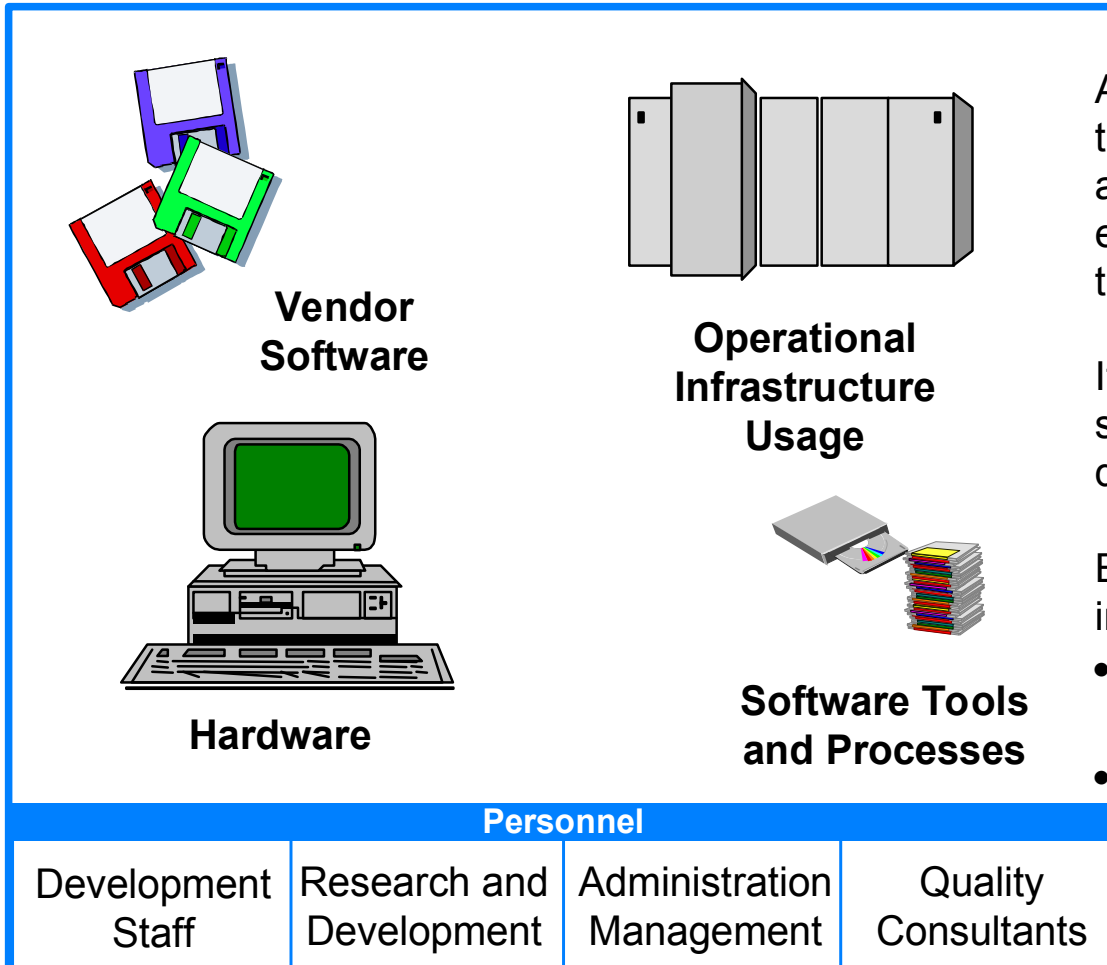 Vendor
Software
Operational
Infrastructure
Usage
Hardware
Software Tools
and Processes
Personnel
Development
Staff
Research and
Development
Administration
Management
Quality
Consultants